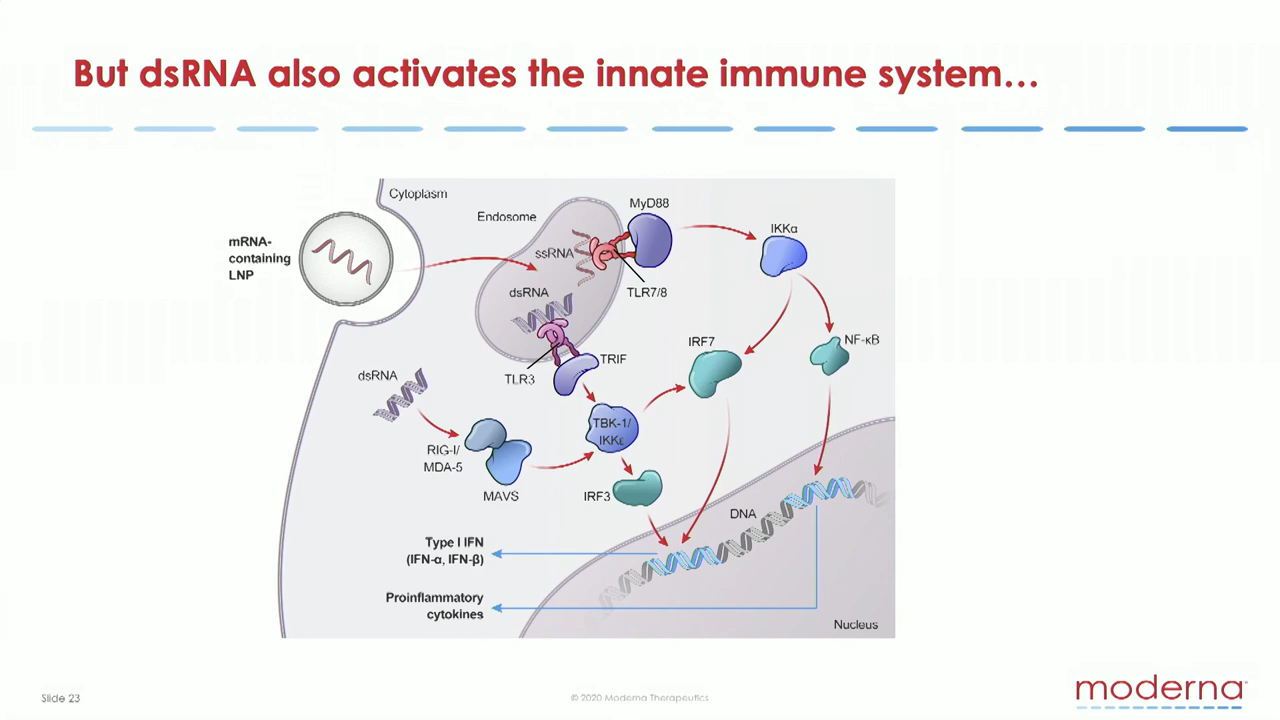 But dsRNA also activates the innate immune system...
Cytoplasm
mRNA-
containing
LNP
Endosome
MyD88
ssRNA
IKKα
dsRNA
TLR7/8
IRF7
NF-κB
TRIF
TLR3
dsRNA
TBK-1/
IKKε
RIG-I/
MDA-5
MAVS
IRF3
DNA
Type I IFN
(IFN-α, IFN-β)
Proinflammatory
cytokines
Nucleus
Slide 23
© 2020 Moderna Therapeutics
moderna